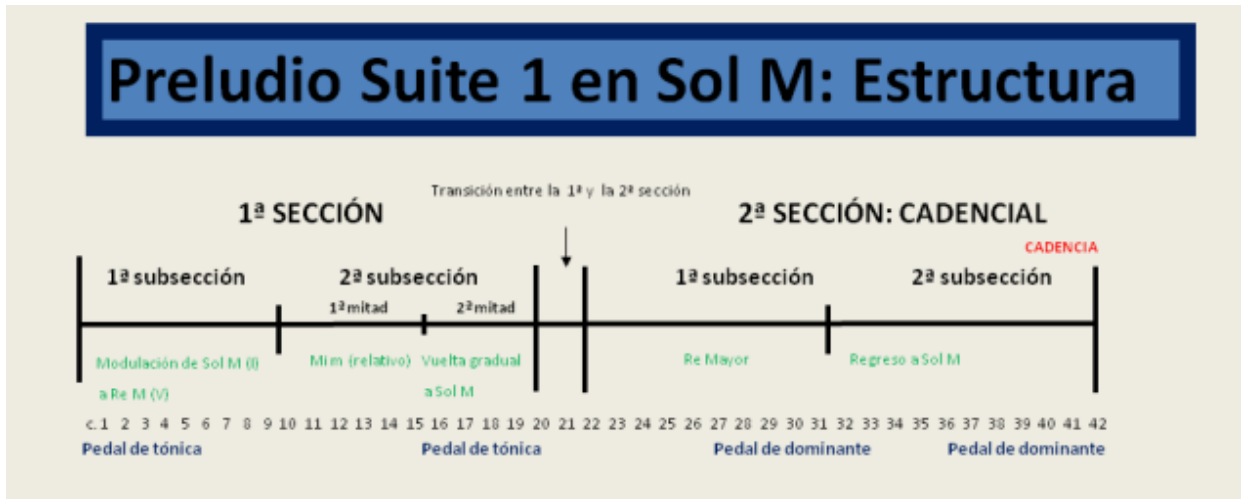 Preludio Suite 1 en Sol M: Estructura
Transición entre la 1ª y la 2ª sección
1ª SECCIÓN
2ª SECCIÓN: CADENCIAL
CADENCIA
1ª subsección
2ª subsección
1ª subsección
2ª subsección
1ª mitad
2ª mitad
Modulación de Sol M (I)
a Re M (V)
Mi m (relativo)
Vuelta gradual
a Sol M
Re Mayor
Regreso a Sol M
c. 1 2 3 4 5 6 7 8 9 10 11 12 13 14 15 16 17 18 19 20 21 22 23 24 25 26 27 28 29 30 31 32 33 34 35 36 37 38 39 40 41 42
Pedal de tónica
Pedal de tónica
Pedal de dominante
Pedal de dominante